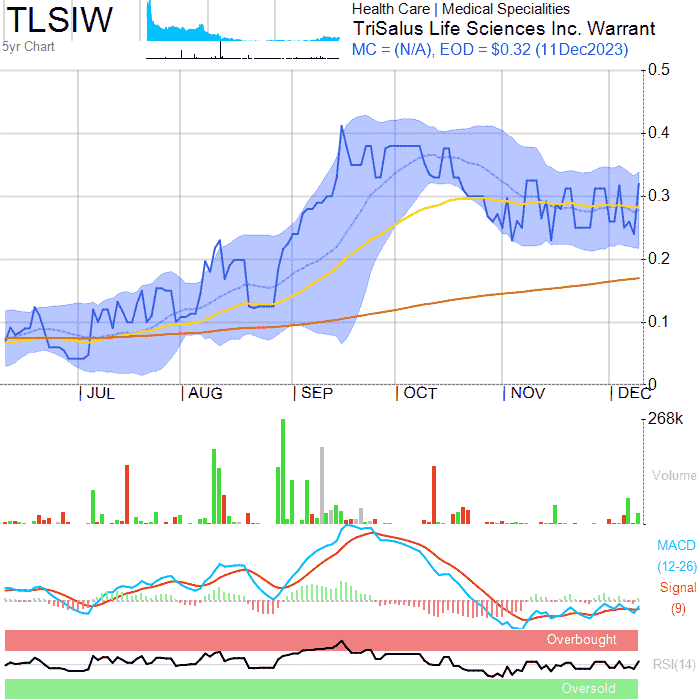 TLSIW
5yr Chart
Health Care | Medical Specialities
TriSalus Life Sciences Inc. Warrant
MC = (N/A), EOD = $0.32 (11Dec2023)
0.5
0.4
0.3
0.2
0.1
0
JUL AUG SEP OCT NOV DEC
268k
Volume
MACD
(12-26)
Signal
(9)
Overbought
RSI(14)
Oversold